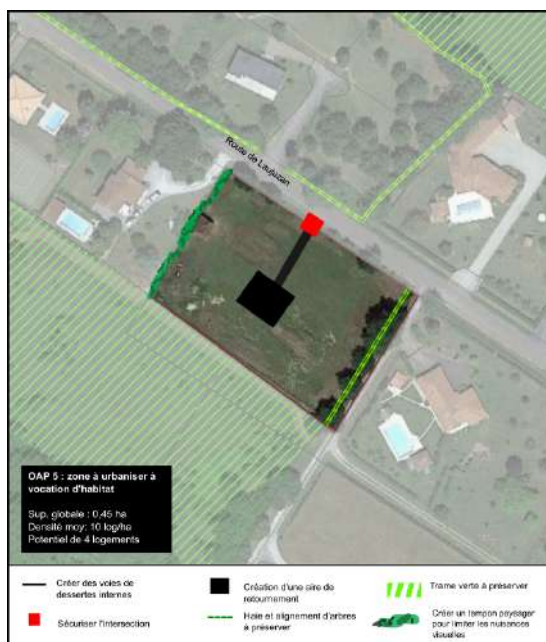 Route de Laujuzan
OAP 5 : zone à urbaniser à
vocation d'habitat
Sup. globale : 0,45 ha
Densité moy: 10 log/ha
Potentiel de 4 logements
Créer des voies de
dessertes internes
Création d'une aire de
retournement
Trame verte à préserver
Sécuriser l'intersection
Haie et alignement d'arbres
à préserver
Créer un tampon paysager
pour limiter les nuisances
visuelles